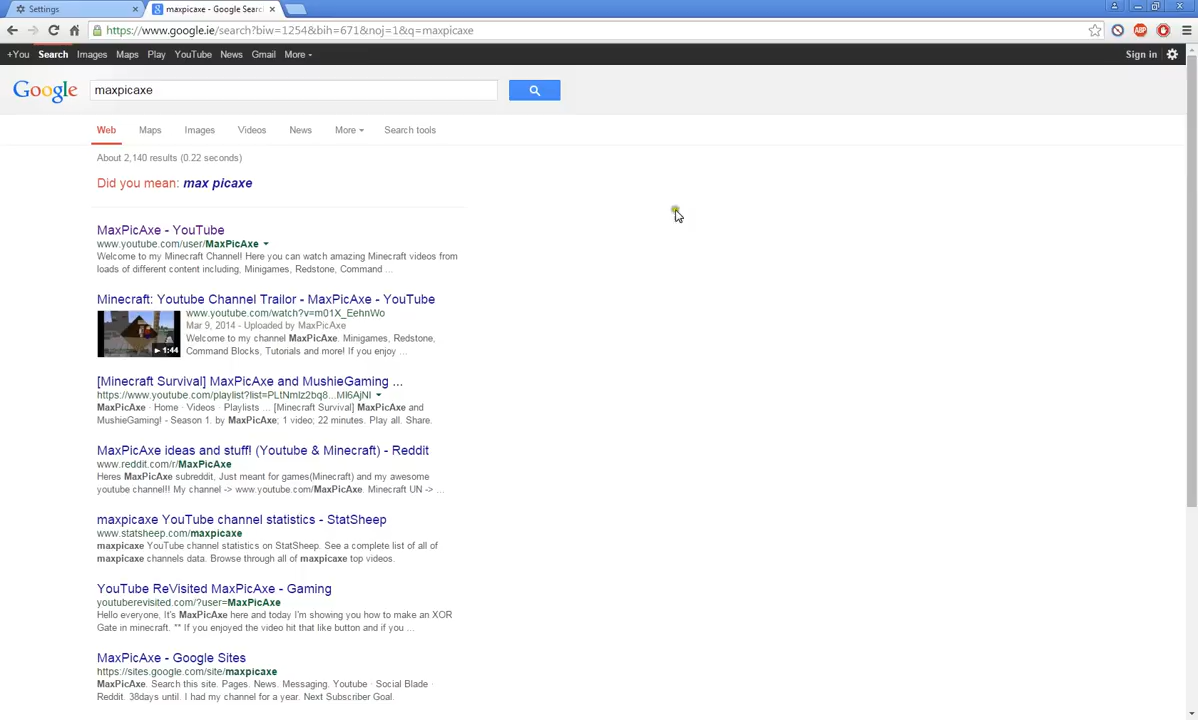 Settings
maxpicaxe - Google Searc
https://www.google.ie/search?biw=1254&bih=671&noj=1&q=maxpicaxe
ABP
+You Search Images Maps Play YouTube News Gmail More
Sign in
Google
maxpicaxe
Web Maps Images Videos News More Search tools
About 2,140 results (0.22 seconds)
Did you mean: max picaxe
MaxPicAxe - YouTube
www.youtube.com/user/MaxPicAxe
Welcome to my Minecraft Channel! Here you can watch amazing Minecraft videos from
loads of different content including, Minigames, Redstone, Command ...
Minecraft: Youtube Channel Trailor - MaxPicAxe - YouTube
www.youtube.com/watch?v=m01X_EehnWo
Mar 9, 2014 - Uploaded by MaxPicAxe
Welcome to my channel MaxPicAxe. Minigames, Redstone,
Command Blocks, Tutorials and more! If you enjoy ...
1:44
[Minecraft Survival] MaxPicAxe and MushieGaming ...
https://www.youtube.com/playlist?list=PLtNmlz2bq8...Ml6AjNI
MaxPicAxe · Home · Videos · Playlists ... [Minecraft Survival] MaxPicAxe and
MushieGaming! - Season 1. by MaxPicAxe; 1 video; 22 minutes. Play all. Share.
MaxPicAxe ideas and stuff! (Youtube & Minecraft) - Reddit
www.reddit.com/r/MaxPicAxe
Heres MaxPicAxe subreddit, Just meant for games(Minecraft) and my awesome
youtube channel!! My channel -> www.youtube.com/MaxPicAxe. Minecraft UN -> ...
maxpicaxe YouTube channel statistics - StatSheep
www.statsheep.com/maxpicaxe
maxpicaxe YouTube channel statistics on StatSheep. See a complete list of all of
maxpicaxe channels data. Browse through all of maxpicaxe top videos.
YouTube ReVisited MaxPicAxe - Gaming
youtuberevisited.com/?user=MaxPicAxe
Hello everyone, It's MaxPicAxe here and today I'm showing you how to make an XOR
Gate in minecraft. ** If you enjoyed the video hit that like button and if you ...
MaxPicAxe - Google Sites
https://sites.google.com/site/maxpicaxe
MaxPicAxe. Search this site. Pages. News. Messaging. Youtube · Social Blade ·
Reddit. 38days until. I had my channel for a year. Next Subscriber Goal.